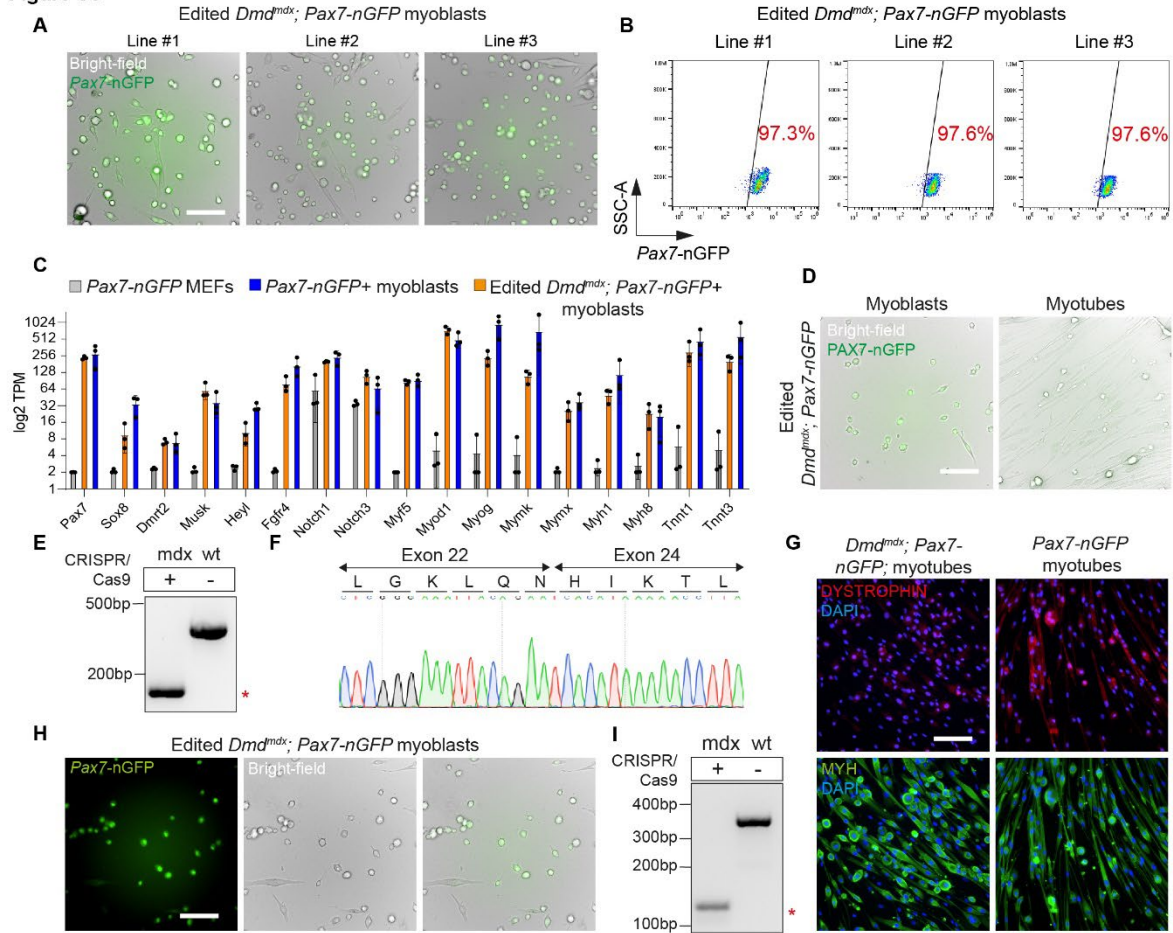 A
Edited Dmdmdx; Pax7-nGFP myoblasts
Line #1
Line #2
Line #3
Bright-field
Pax7-nGFP
B
Edited Dmdmdx; Pax7-nGFP myoblasts
Line #1
Line #2
Line #3
97.3%
97.6%
97.6%
SSC-A
Pax7-nGFP
C
Pax7-nGFP MEFs
Pax7-nGFP+ myoblasts
Edited Dmdmdx; Pax7-nGFP+
myoblasts
log2 TPM
1024
512
256
128
64
32
16
8
4
2
1
Pax7
Sox8
Dmrt2
Musk
Heyl
Fgfr4
Notch1
Notch3
Myf5
Myod1
Myog
Mymk
Mymx
Myh1
Myh8
Tnnt1
Tnnt3
D
Myoblasts
Myotubes
Edited
Dmdmdx; Pax7-nGFP
Bright-field
PAX7-nGFP
E
CRISPR/
Cas9
mdx wt
+ -
500bp
200bp
*
F
Exon 22
Exon 24
L G K L Q N H I K T L
G
Dmdmdx; Pax7-
nGFP; myotubes
Pax7-nGFP
myotubes
DYSTROPHIN
DAPI
MYH
DAPI
H
Edited Dmdmdx; Pax7-nGFP myoblasts
Pax7-nGFP
Bright-field
I
CRISPR/
Cas9
mdx wt
+ -
400bp
300bp
200bp
100bp
*